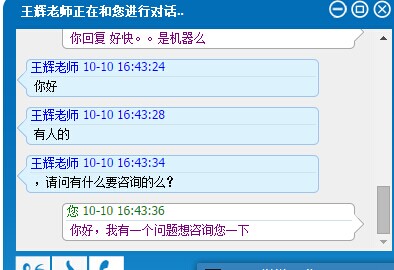 王辉老师正在和您进行对话..
你回复 好快。。是机器么
王辉老师 10-10 16:43:24
你好
王辉老师 10-10 16:43:28
有人的
王辉老师 10-10 16:43:34
，请问有什么要咨询的么？
您 10-10 16:43:36
你好，我有一个问题想咨询您一下